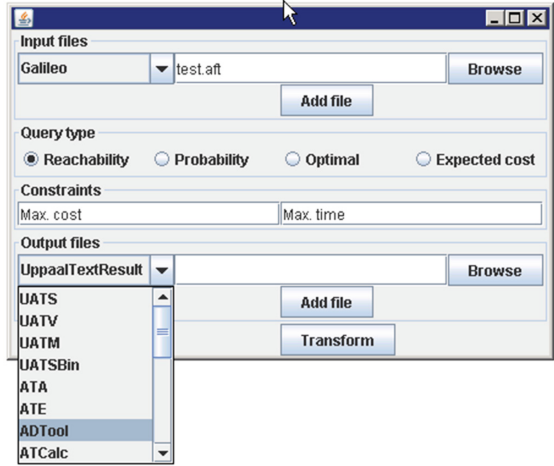 Input files
Galileo test.aft Browse
Add file
Query type
Reachability Probability Optimal Expected cost
Constraints
Max. cost Max. time
Output files
UppaalTextResult Browse
UATS Add file
UATV
UATM Transform
UATSBin
ATA
ATE
ADTool
ATCalc